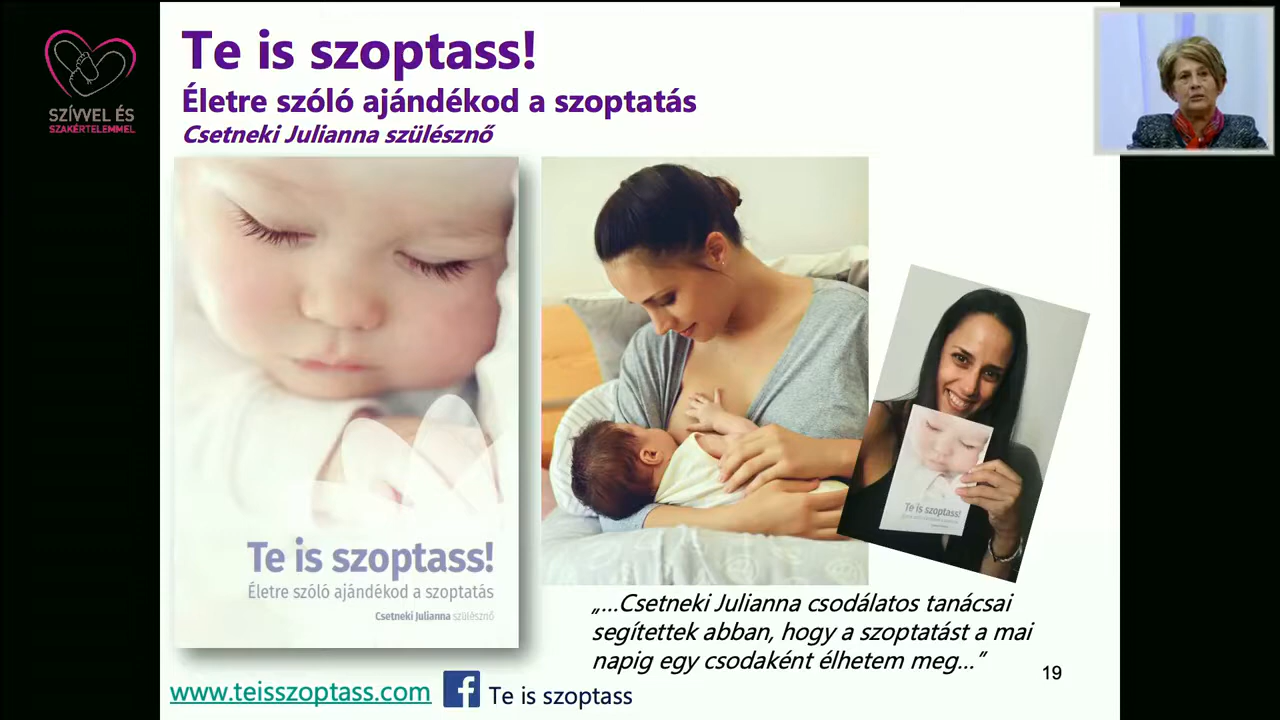 SZÍVVEL ÉS
SZAKÉRTELEMMEL
Te is szoptass!
Életre szóló ajándékod a szoptatás
Csetneki Julianna szülésznő
Te is szoptass!
Életre szóló ajándékod a szoptatás
Csetneki Julianna szülésznő
Te is szoptass!
„...Csetneki Julianna csodálatos tanácsai
segítettek abban, hogy a szoptatást a mai
napig egy csodaként élhetem meg...”
19
www.teisszoptass.com
f Te is szoptass